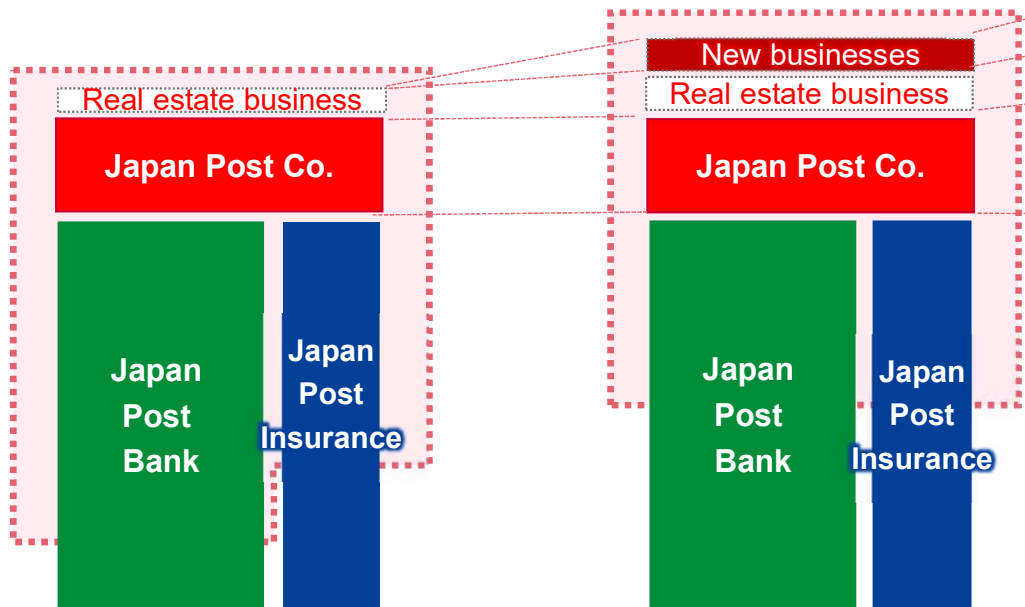 Real estate business
Japan Post Co.
Japan
Post
Bank
Japan
Post
Insurance
New businesses
Real estate business
Japan Post Co.
Japan
Post
Bank
Japan
Post
Insurance